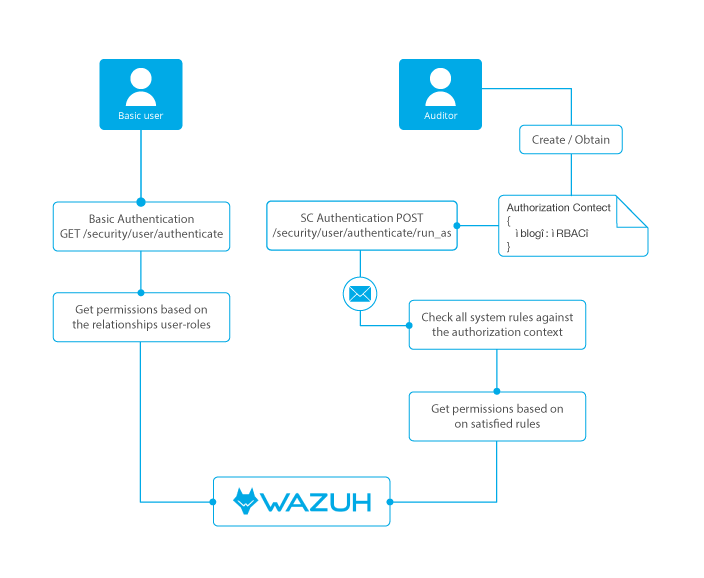 Basic user
Auditor
Create / Obtain
Basic Authentication
GET /security/user/authenticate
SC Authentication POST
/security/user/authenticate/run_as
Authorization Contect
{
ì blogî : ì RBACî
}
Get permissions based on
the relationships user-roles
Check all system rules against
the authorization context
Get permissions based on
on satisfied rules
WAZUH